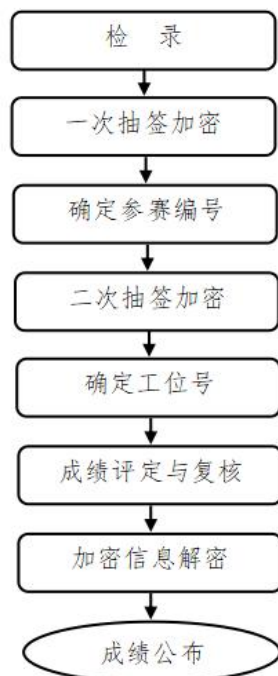 检 录
一次抽签加密
确定参赛编号
二次抽签加密
确定工位号
成绩评定与复核
加密信息解密
成绩公布